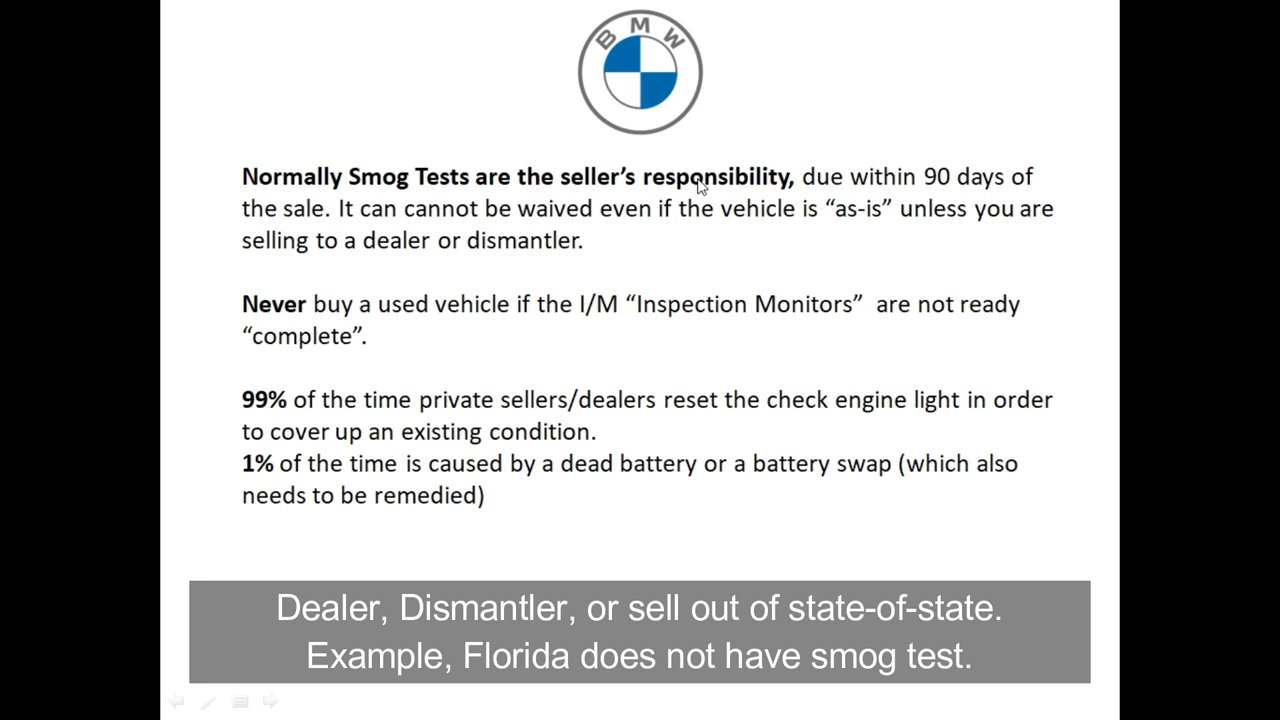 BMW
Normally Smog Tests are the seller’s responsibility, due within 90 days of
the sale. It can cannot be waived even if the vehicle is “as-is” unless you are
selling to a dealer or dismantler.
Never buy a used vehicle if the I/M “Inspection Monitors”  are not ready
“complete”.
99% of the time private sellers/dealers reset the check engine light in order
to cover up an existing condition.
1% of the time is caused by a dead battery or a battery swap (which also
needs to be remedied)
Dealer, Dismantler, or sell out of state-of-state.
Example, Florida does not have smog test.